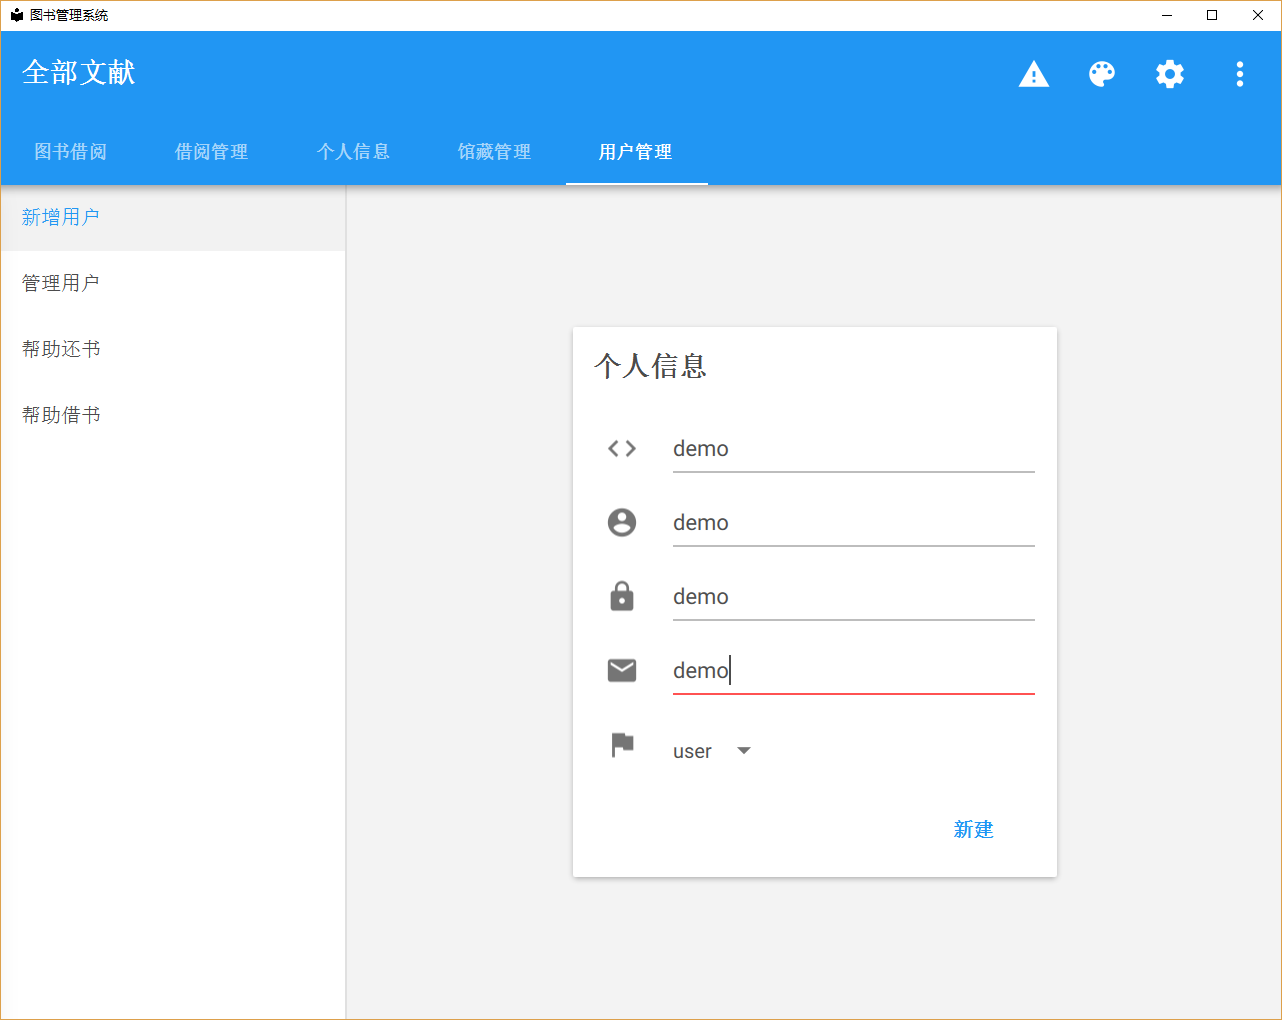 图书管理系统
全部文献
图书借阅 借阅管理 个人信息 馆藏管理 用户管理
新增用户
管理用户
帮助还书
帮助借书
个人信息
demo
demo
demo
demo
user
新建